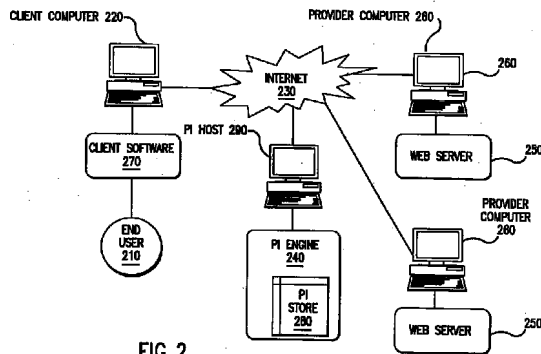 CLIENT COMPUTER 220
PROVIDER COMPUTER 260
260
INTERNET
230
PI HOST 290
CLIENT SOFTWARE
270
WEB SERVER
250
END
USER
210
PI ENGINE
240
PI
STORE
280
PROVIDER
COMPUTER
260
WEB SERVER
250
FIG. 2